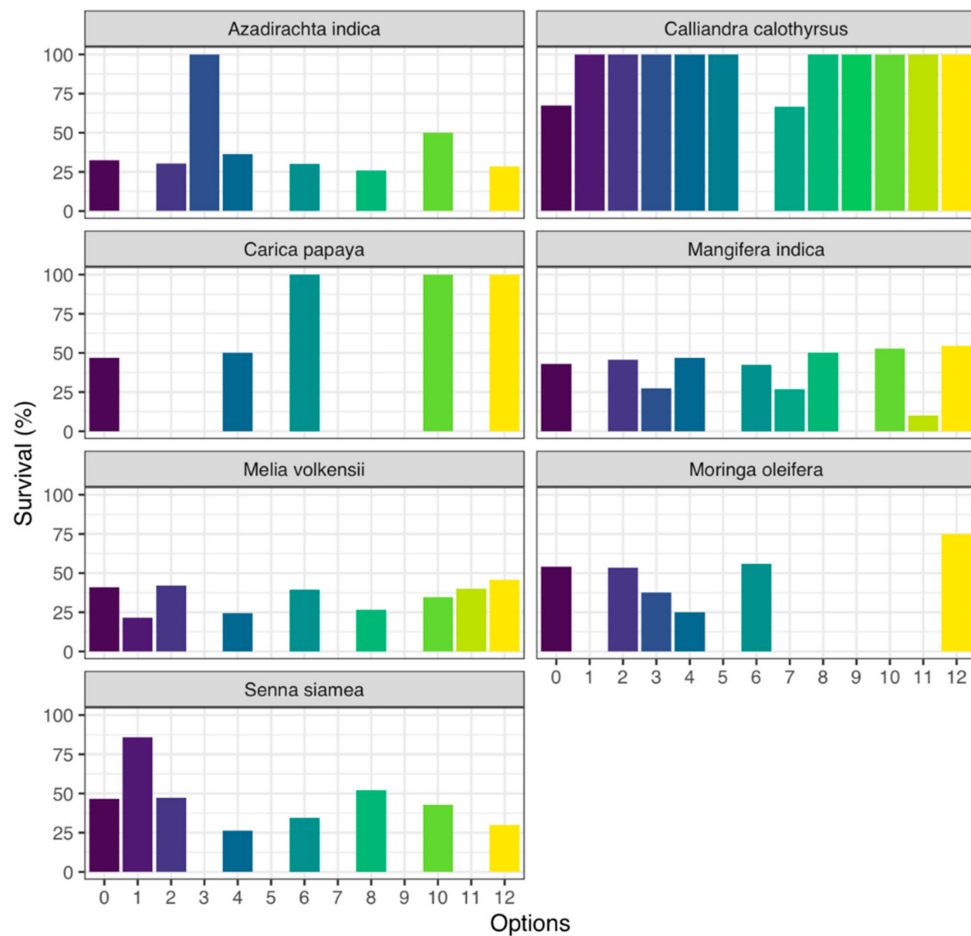 Azadirachta indica
Calliandra calothyrsus
100
75
50
25
0
Carica papaya
Mangifera indica
100
75
50
25
0
Melia volkensii
Moringa oleifera
100
75
50
25
0
0 1 2 3 4 5 6 7 8 9 10 11 12
Senna siamea
100
75
50
25
0
0 1 2 3 4 5 6 7 8 9 10 11 12
Survival (%)
Options